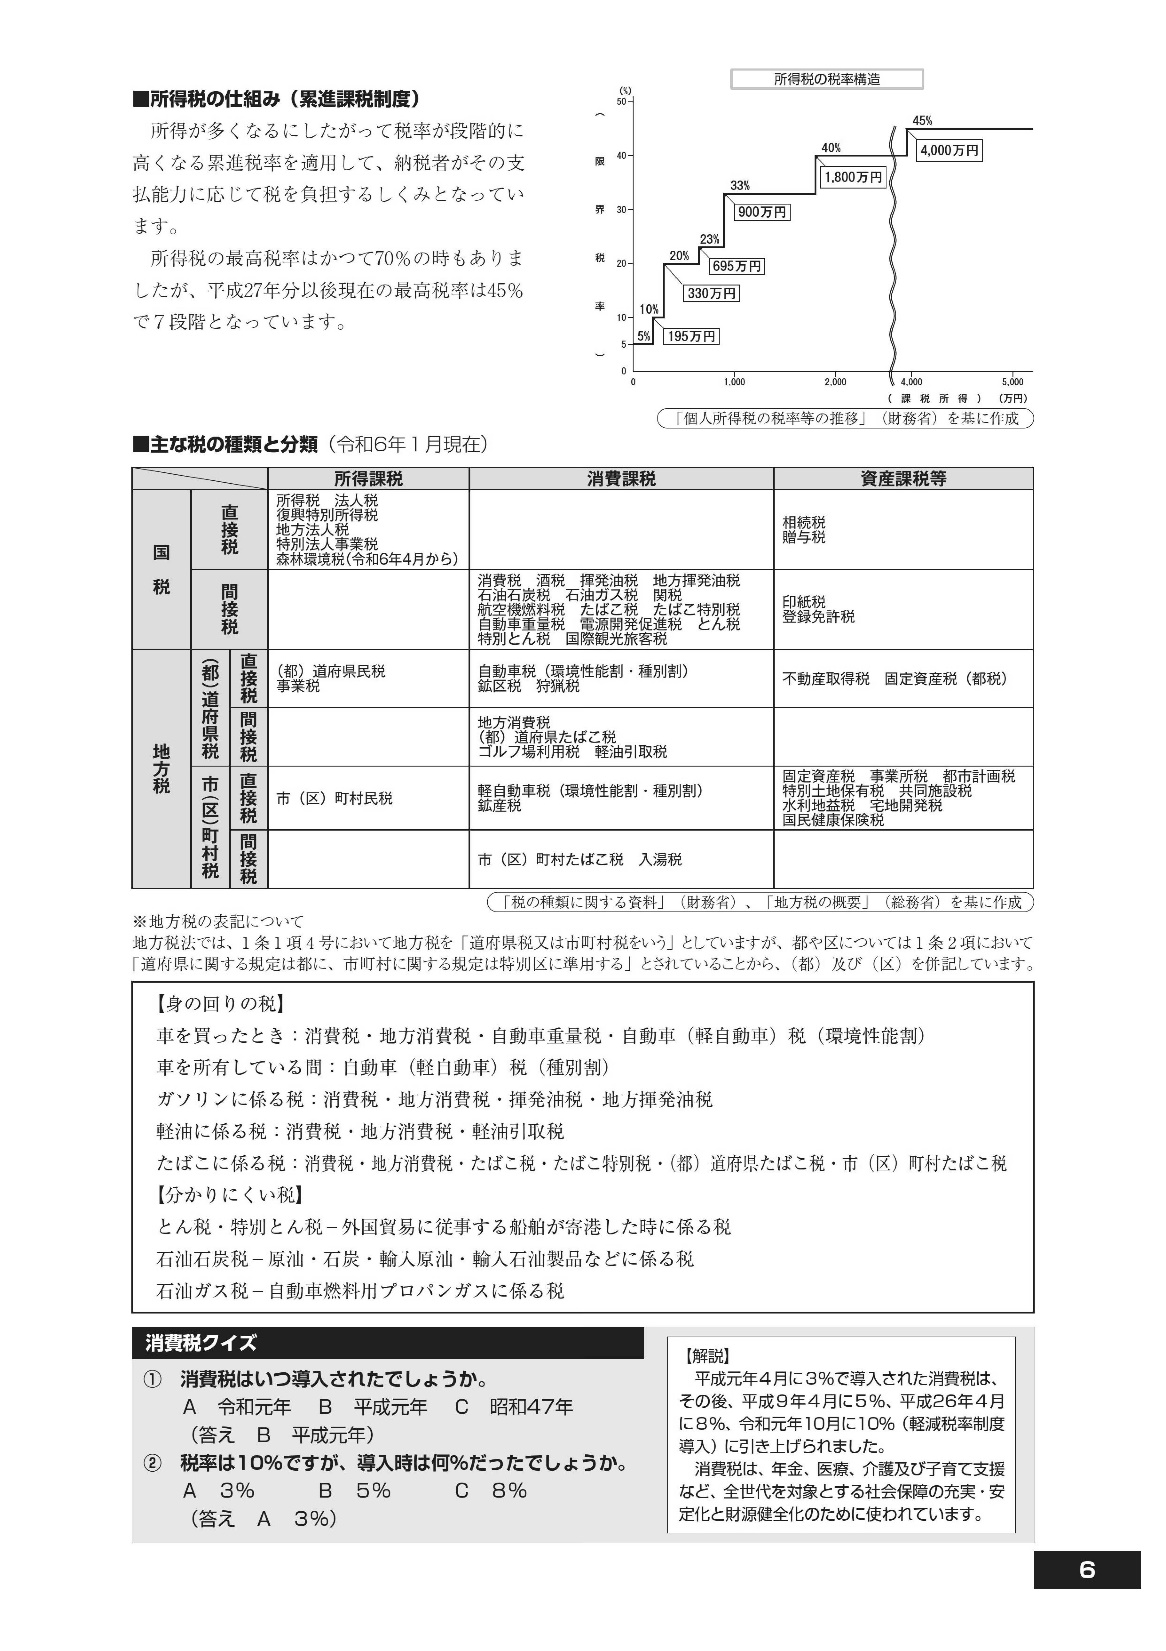 ■所得税の仕組み（累進課税制度）
所得が多くなるにしたがって税率が段階的に
高くなる累進税率を適用して、納税者がその支
払能力に応じて税を負担するしくみとなってい
ます。
所得税の最高税率はかつて70%の時もありま
したが、平成27年分以後現在の最高税率は45%
で７段階となっています。
所得税の税率構造
(%)
50
40
30
20
10
5
0
（限界税率）
5%
10%
20%
23%
33%
40%
45%
195万円
330万円
695万円
900万円
1,800万円
4,000万円
0 1,000 2,000 4,000 5,000
（課税所得）（万円）
「個人所得税の税率等の推移」（財務省）を基に作成
■主な税の種類と分類（令和6年１月現在）
所得課税 消費課税 資産課税等
国税
直接税
所得税　法人税
復興特別所得税
地方法人税
特別法人事業税
森林環境税(令和6年4月から)
相続税
贈与税
間接税
消費税　酒税　揮発油税　地方揮発油税
石油石炭税　石油ガス税　関税
航空機燃料税　たばこ税　たばこ特別税
自動車重量税　電源開発促進税　とん税
特別とん税　国際観光旅客税
印紙税
登録免許税
地方税
（都）道府県税
直接税
（都）道府県民税
事業税
自動車税（環境性能割・種別割）
鉱区税　狩猟税
不動産取得税　固定資産税（都税）
間接税
地方消費税
（都）道府県たばこ税
ゴルフ場利用税　軽油引取税
市（区）町村税
直接税
市（区）町村民税
軽自動車税（環境性能割・種別割）
鉱産税
固定資産税　事業所税　都市計画税
特別土地保有税　共同施設税
水利地益税　宅地開発税
国民健康保険税
間接税
市（区）町村たばこ税　入湯税
「税の種類に関する資料」（財務省）、「地方税の概要」（総務省）を基に作成
※地方税の表記について
地方税法では、１条１項４号において地方税を「道府県税又は市町村税をいう」としていますが、都や区については１条２項において
「道府県に関する規定は都に、市町村に関する規定は特別区に準用する」とされていることから、（都）及び（区）を併記しています。
【身の回りの税】
車を買ったとき：消費税・地方消費税・自動車重量税・自動車（軽自動車）税（環境性能割）
車を所有している間：自動車（軽自動車）税（種別割）
ガソリンに係る税：消費税・地方消費税・揮発油税・地方揮発油税
軽油に係る税：消費税・地方消費税・軽油引取税
たばこに係る税：消費税・地方消費税・たばこ税・たばこ特別税・（都）道府県たばこ税・市（区）町村たばこ税
【分かりにくい税】
とん税・特別とん税－外国貿易に従事する船舶が寄港した時に係る税
石油石炭税－原油・石炭・輸入原油・輸入石油製品などに係る税
石油ガス税－自動車燃料用プロパンガスに係る税
消費税クイズ
①　消費税はいつ導入されたでしょうか。
A　令和元年　B　平成元年　C　昭和47年
（答え　B　平成元年）
②　税率は10%ですが、導入時は何%だったでしょうか。
A　3%　B　5%　C　8%
（答え　A　3%）
【解説】
平成元年４月に３%で導入された消費税は、
その後、平成９年４月に５%、平成26年４月
に８%、令和元年10月に10%（軽減税率制度
導入）に引き上げられました。
消費税は、年金、医療、介護及び子育て支援
など、全世代を対象とする社会保障の充実・安
定化と財源健全化のために使われています。
6